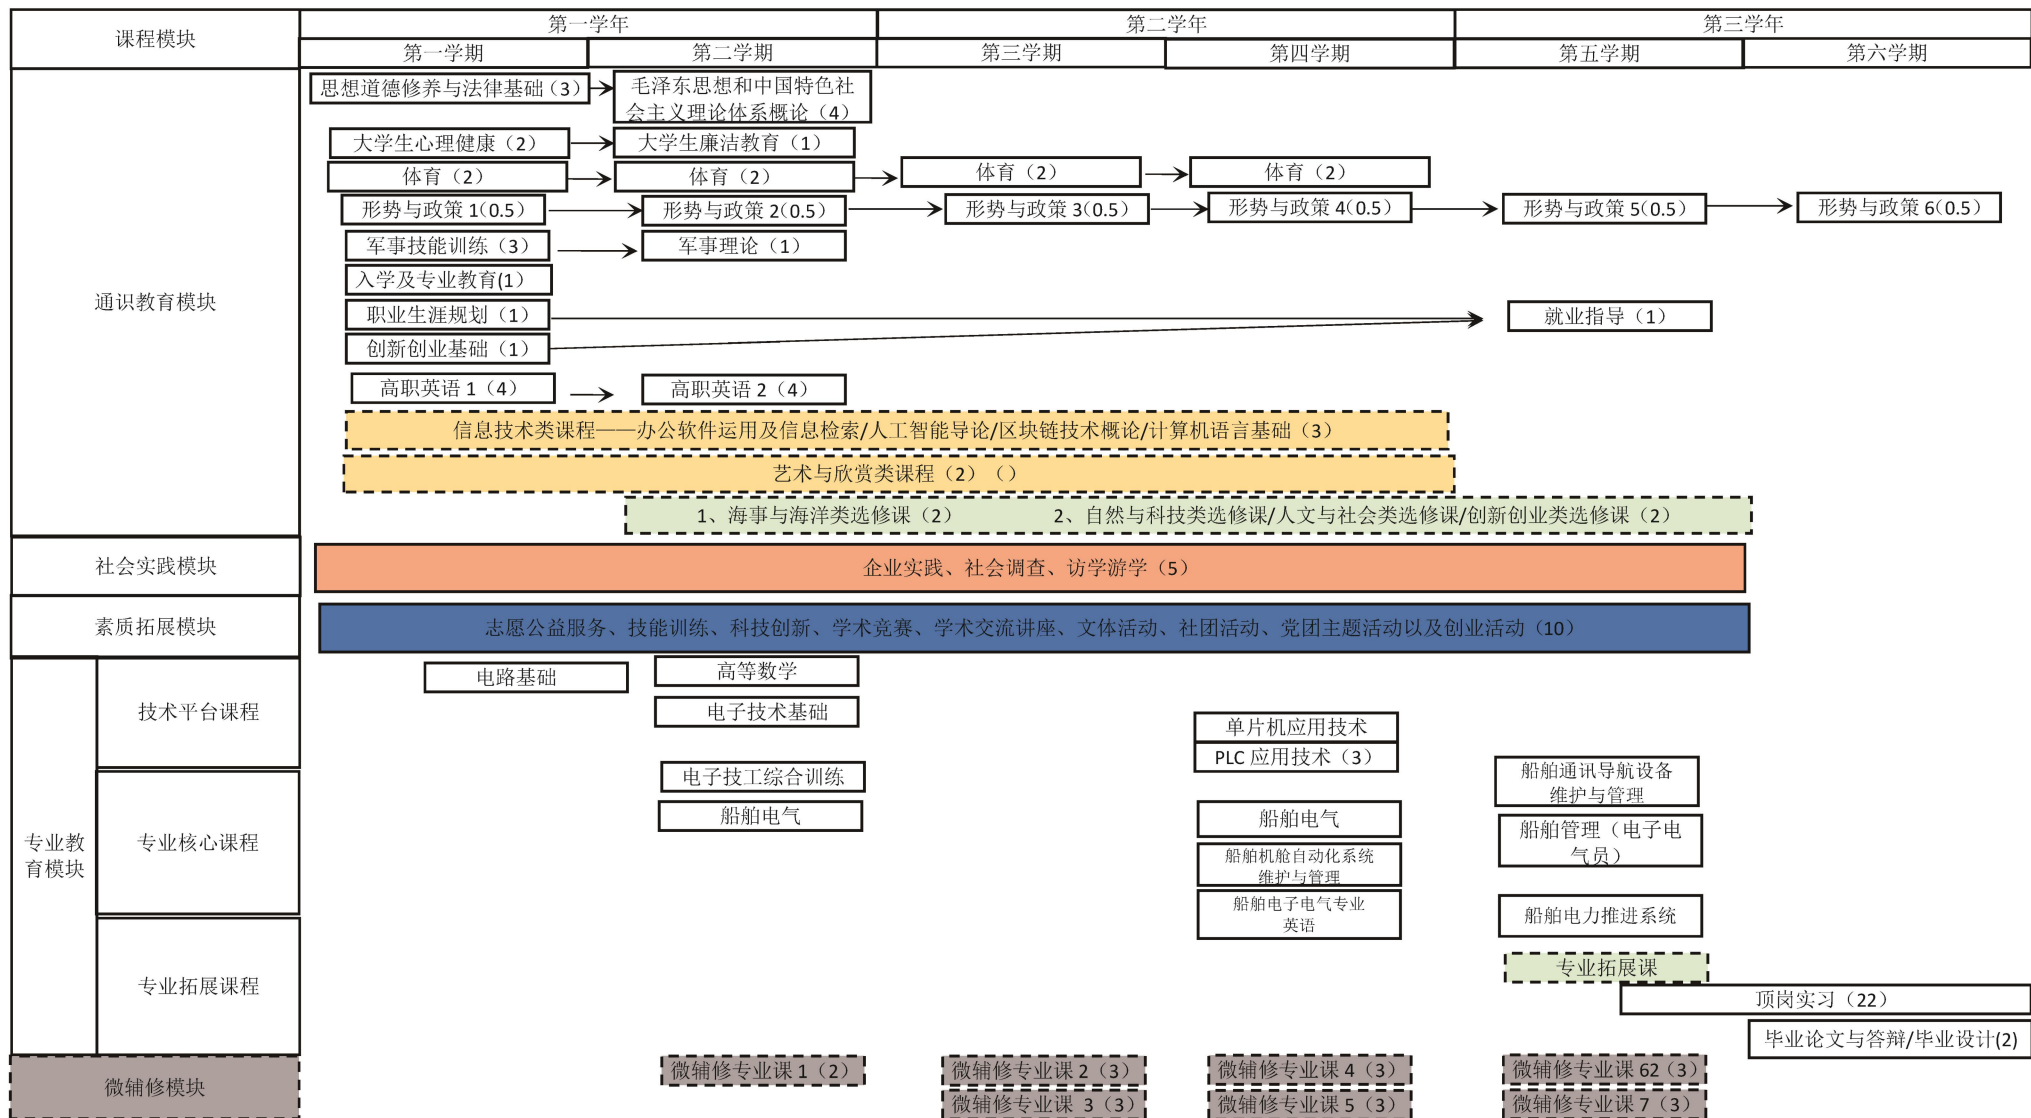 课程模块
第一学年
第二学年
第三学年
第一学期
第二学期
第三学期
第四学期
第五学期
第六学期
通识教育模块
思想道德修养与法律基础（3）
毛泽东思想和中国特色社
会主义理论体系概论（4）
大学生心理健康（2）
大学生廉洁教育（1）
体育（2）
体育（2）
体育（2）
体育（2）
形势与政策 1(0.5）
形势与政策 2(0.5）
形势与政策 3(0.5）
形势与政策 4(0.5）
形势与政策 5(0.5）
形势与政策 6(0.5）
军事技能训练（3）
军事理论（1）
入学及专业教育(1）
职业生涯规划（1）
就业指导（1）
创新创业基础（1）
高职英语 1（4）
高职英语 2（4）
信息技术类课程——办公软件运用及信息检索/人工智能导论/区块链技术概论/计算机语言基础（3）
艺术与欣赏类课程（2）（）
1、海事与海洋类选修课（2） 2、自然与科技类选修课/人文与社会类选修课/创新创业类选修课（2）
社会实践模块
企业实践、社会调查、访学游学（5）
素质拓展模块
志愿公益服务、技能训练、科技创新、学术竞赛、学术交流讲座、文体活动、社团活动、党团主题活动以及创业活动（10）
专业教
育模块
技术平台课程
电路基础
高等数学
电子技术基础
单片机应用技术
PLC 应用技术（3）
专业核心课程
电子技工综合训练
船舶电气
船舶电气
船舶机舱自动化系统
维护与管理
船舶电子电气专业
英语
船舶通讯导航设备
维护与管理
船舶管理（电子电
气员）
船舶电力推进系统
专业拓展课程
专业拓展课
顶岗实习（22）
毕业论文与答辩/毕业设计(2)
微辅修模块
微辅修专业课 1（2）
微辅修专业课 2（3）
微辅修专业课 4（3）
微辅修专业课 62（3）
微辅修专业课 3（3）
微辅修专业课 5（3）
微辅修专业课 7（3）